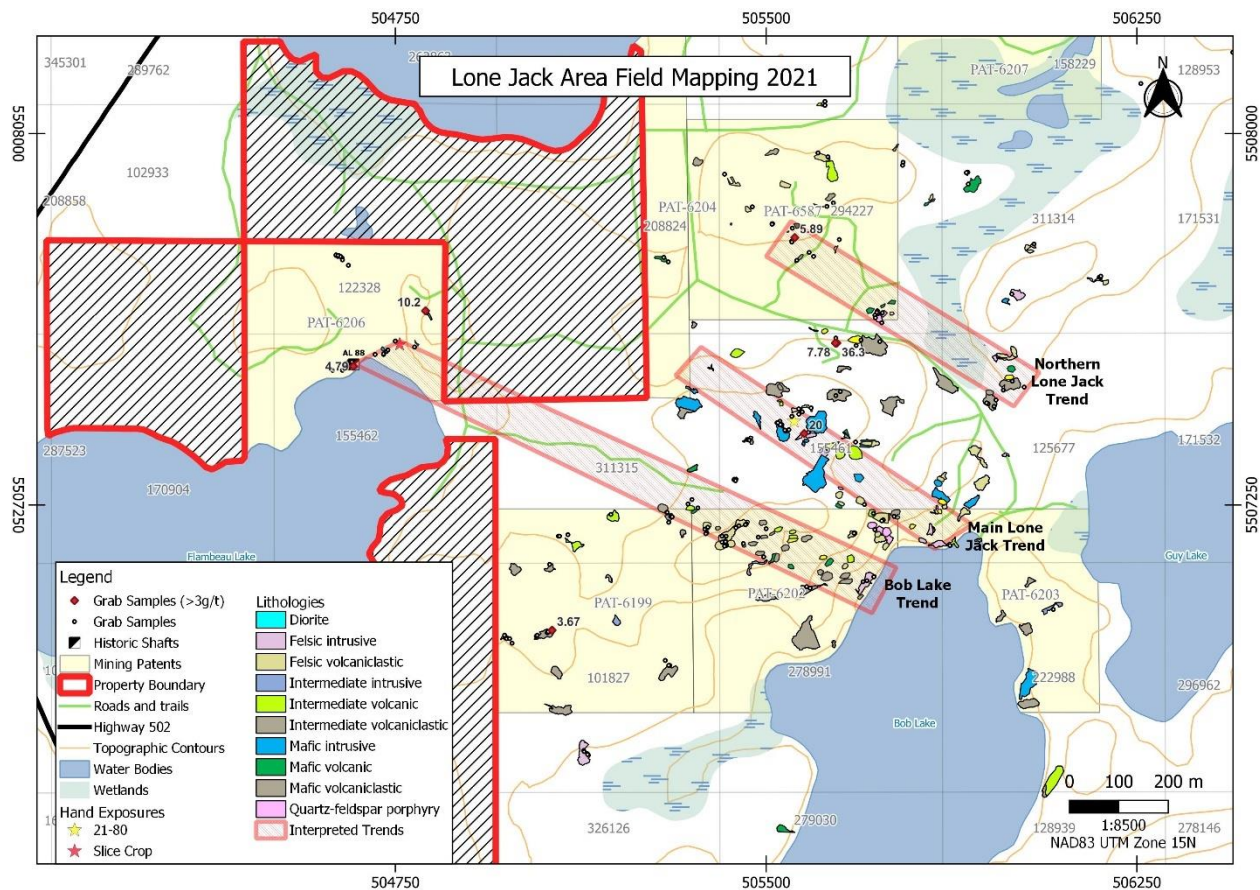 504750
505500
506250
Lone Jack Area Field Mapping 2021
345301
289762
PAT-6207
158229
128953
N
5508000
5508000
102933
208858
PAT-6204
PAT-6587
294227
208824
311314
171531
5.89
122328
10.2
PAT-6206
AL 88
4.79
7.78
36.3
Northern
Lone Jack
Trend
20
155461
155462
287523
170904
311315
125677
171532
5507250
5507250
Main Lone
Jack Trend
Flambeau Lake
Guy Lake
Bob Lake
Trend
PAT-6199
PAT-6202
PAT-6203
3.67
101827
278991
222988
296962
Bob Lake
326126
279030
128939
278146
Legend
Grab Samples (>3g/t)
Grab Samples
Historic Shafts
Mining Patents
Property Boundary
Roads and trails
Highway 502
Topographic Contours
Water Bodies
Wetlands
Hand Exposures
21-80
Slice Crop
Lithologies
Diorite
Felsic intrusive
Felsic volcaniclastic
Intermediate intrusive
Intermediate volcanic
Intermediate volcaniclastic
Mafic intrusive
Mafic volcanic
Mafic volcaniclastic
Quartz-feldspar porphyry
Interpreted Trends
0 100 200 m
1:8500
NAD83 UTM Zone 15N